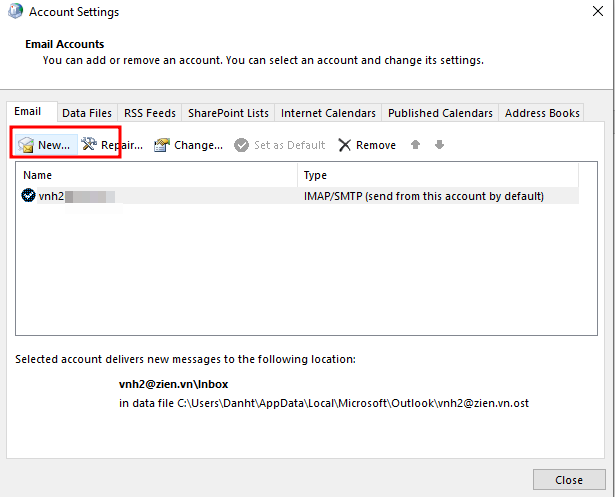 Account Settings
Email Accounts
You can add or remove an account. You can select an account and change its settings.
Email Data Files RSS Feeds SharePoint Lists Internet Calendars Published Calendars Address Books
New... Repair... Change... Set as Default Remove
Name Type
vnh2 IMAP/SMTP (send from this account by default)
Selected account delivers new messages to the following location:
vnh2@zien.vn\Inbox
in data file C:\Users\Danht\AppData\Local\Microsoft\Outlook\vnh2@zien.vn.ost
Close